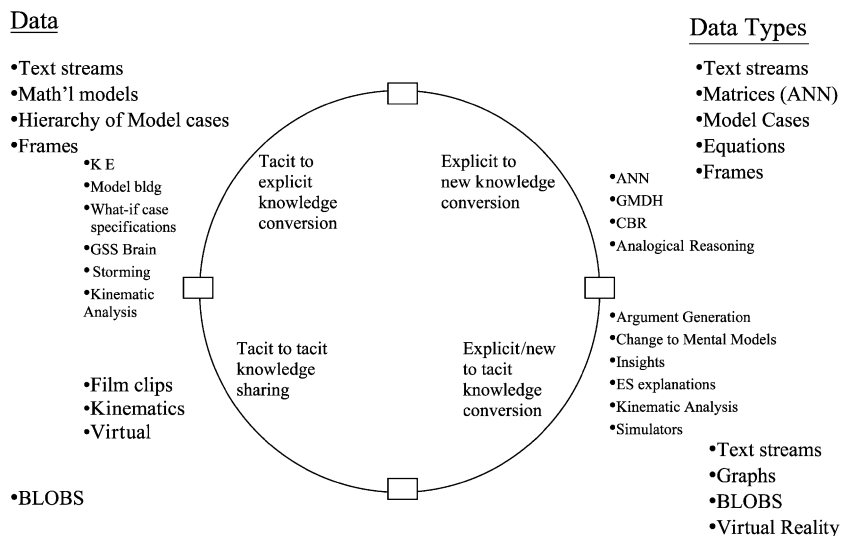 Data
•Text streams
•Math'l models
•Hierarchy of Model cases
•Frames
•K E
•Model bldg
•What-if case
specifications
•GSS Brain
•Storming
•Kinematic
Analysis
Tacit to
explicit
knowledge
conversion
Explicit to
new knowledge
conversion
Data Types
•Text streams
•Matrices (ANN)
•Model Cases
•Equations
•Frames
•ANN
•GMDH
•CBR
•Analogical Reasoning
Tacit to tacit
knowledge
sharing
Explicit/new
to tacit
knowledge
conversion
•Argument Generation
•Change to Mental Models
•Insights
•ES explanations
•Kinematic Analysis
•Simulators
•Film clips
•Kinematics
•Virtual
•BLOBS
•Text streams
•Graphs
•BLOBS
•Virtual Reality